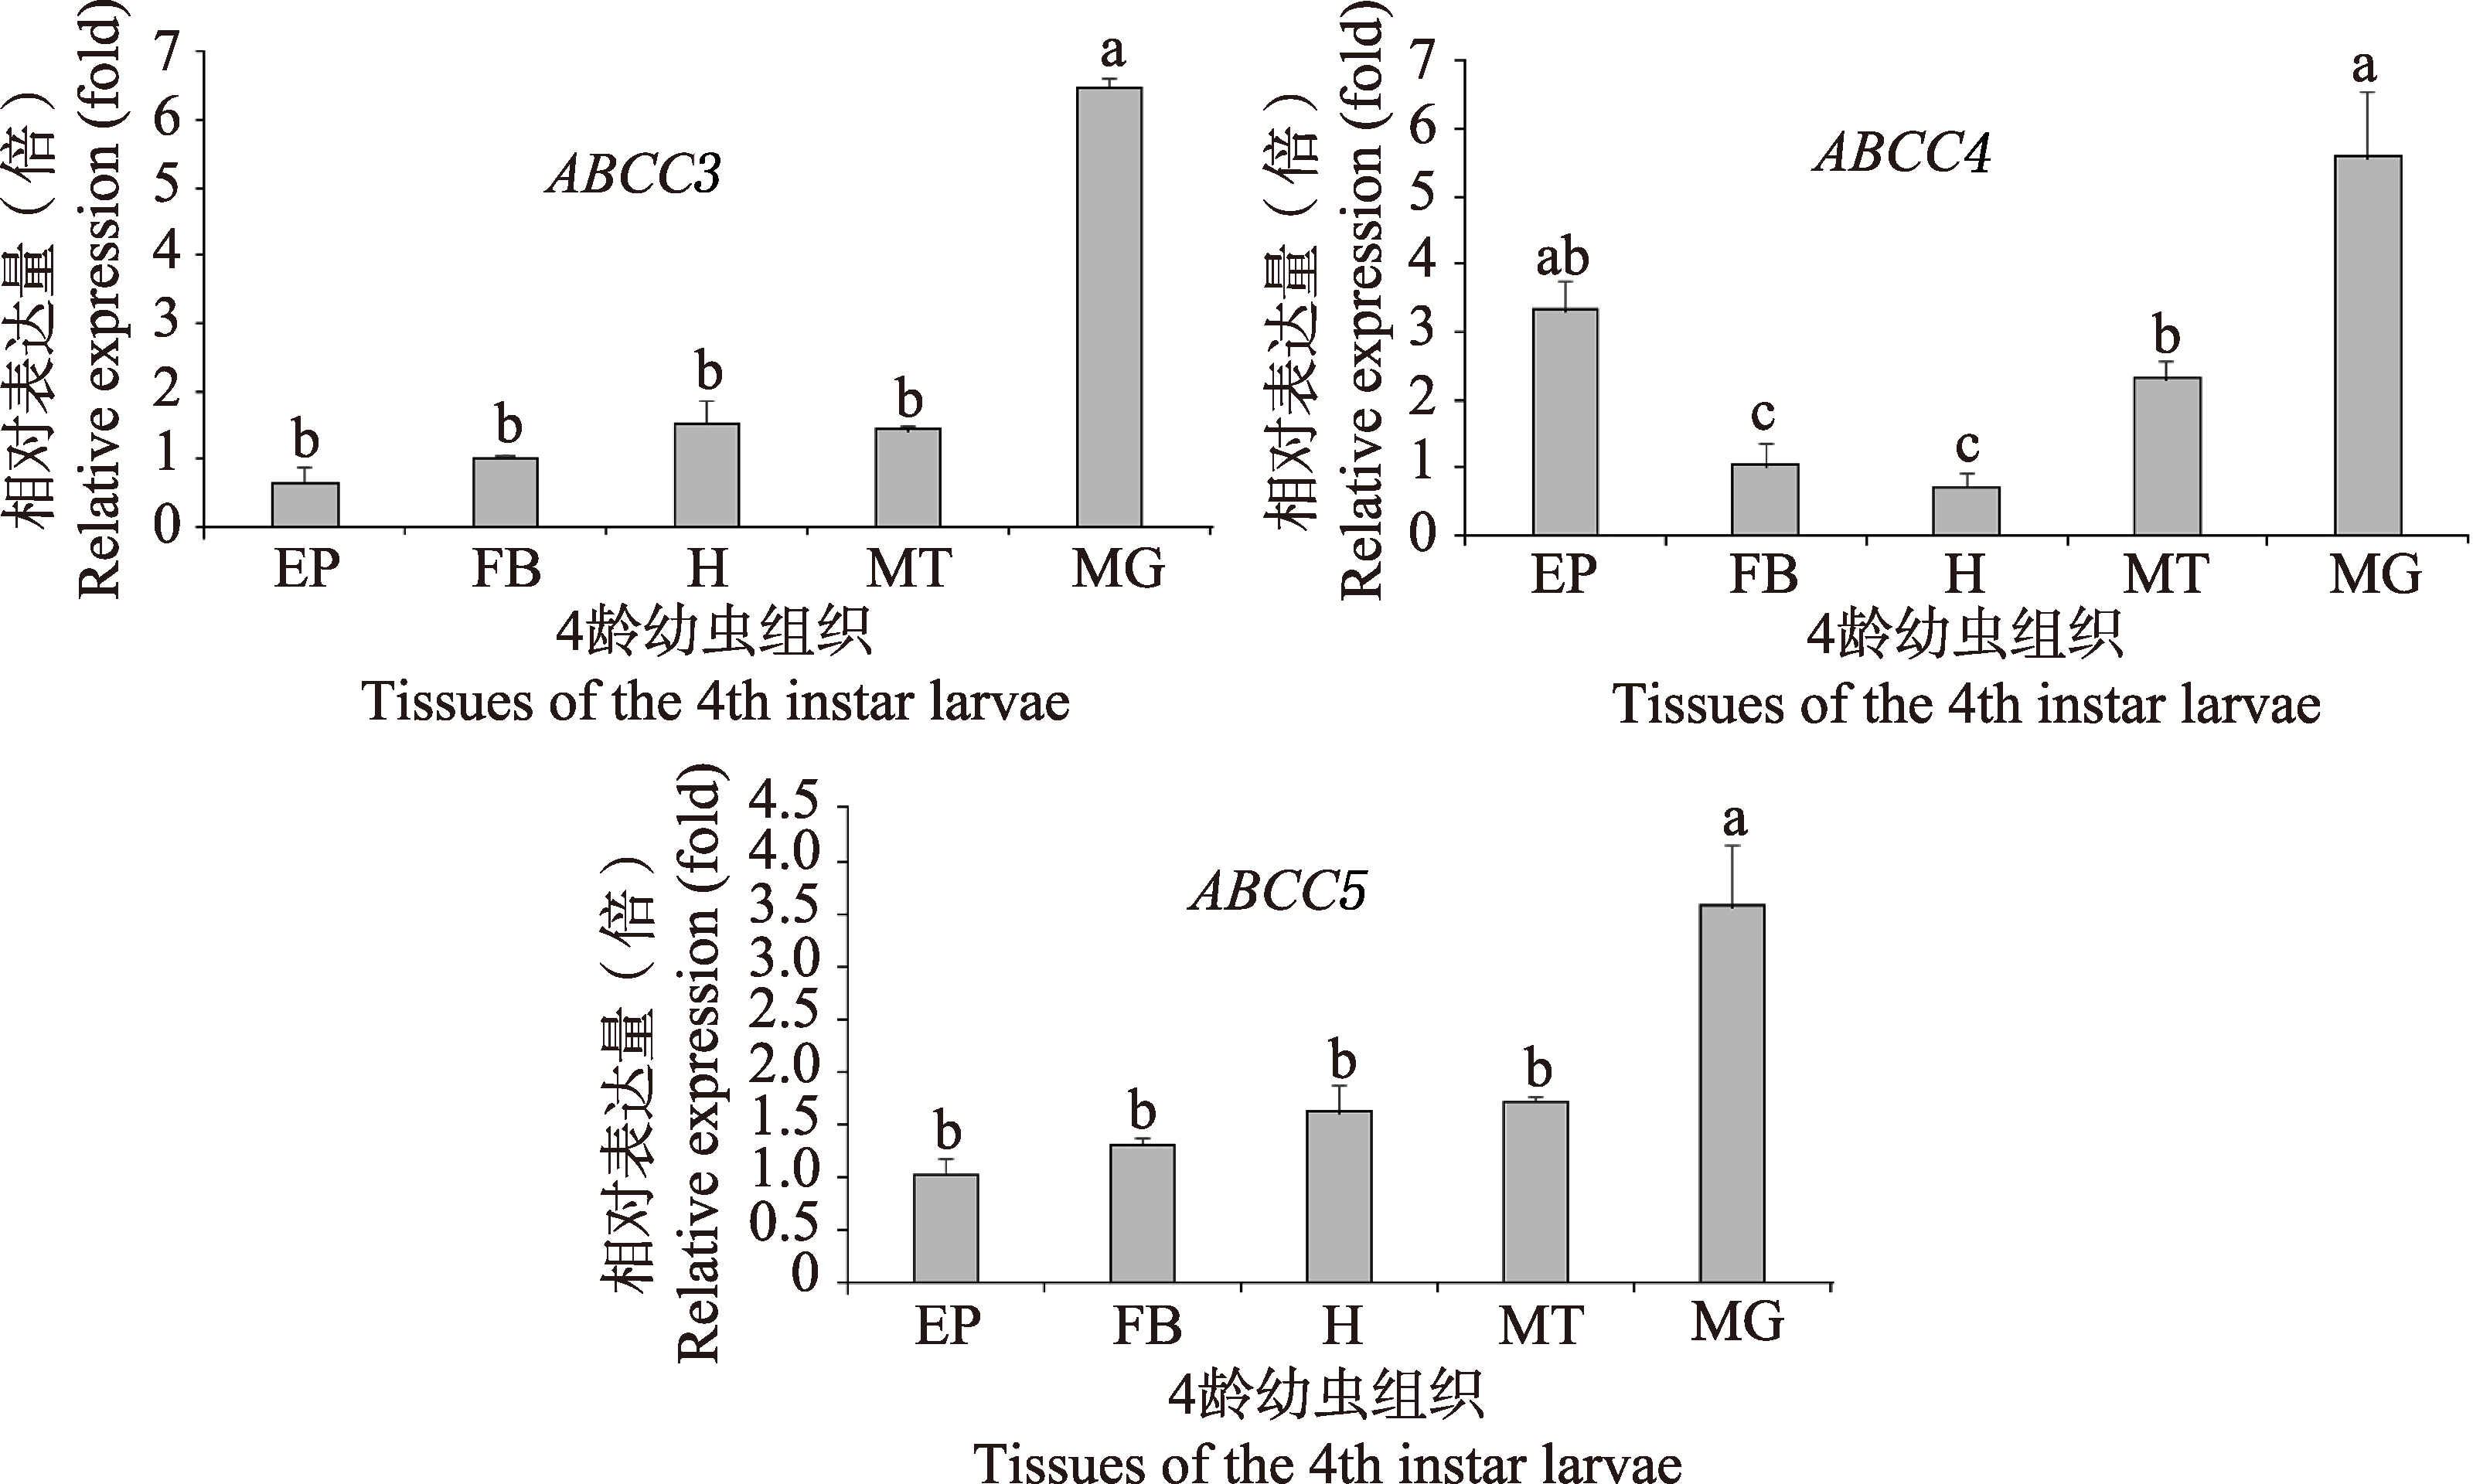 相对表达量（倍）
Relative expression (fold)
7
6
5
4
3
2
1
0
ABCC3
b
b
b
b
a
EP FB H MT MG
4龄幼虫组织
Tissues of the 4th instar larvae
相对表达量（倍）
Relative expression (fold)
7
6
5
4
3
2
1
0
ABCC4
ab
c
c
b
a
EP FB H MT MG
4龄幼虫组织
Tissues of the 4th instar larvae
相对表达量（倍）
Relative expression (fold)
4.5
4.0
3.5
3.0
2.5
2.0
1.5
1.0
0.5
0
ABCC5
b
b
b
b
a
EP FB H MT MG
4龄幼虫组织
Tissues of the 4th instar larvae